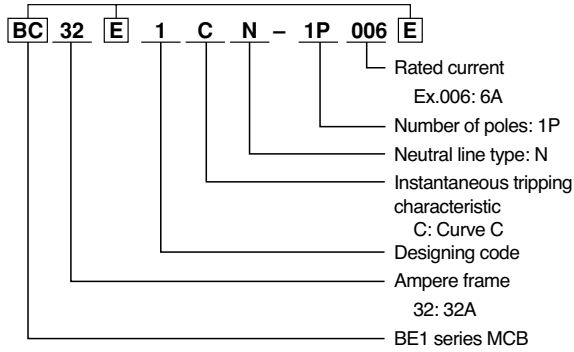 BC 32 E 1 C N – 1P 006 E
Rated current
Ex.006: 6A
Number of poles: 1P
Neutral line type: N
Instantaneous tripping
characteristic
C: Curve C
Designing code
Ampere frame
32: 32A
BE1 series MCB